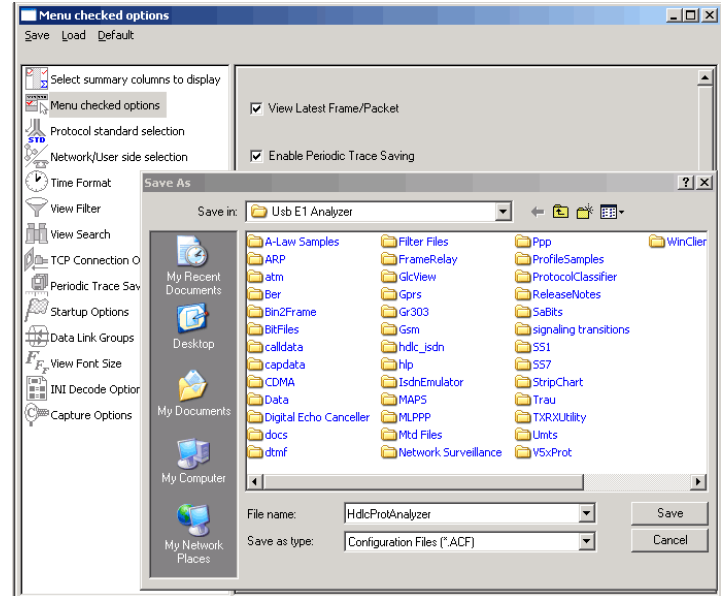 Menu checked options
Save Load Default
Select summary columns to display
Menu checked options
Protocol standard selection
Network/User side selection
Time Format
View Filter
View Search
TCP Connection O
Periodic Trace Sav
Startup Options
Data Link Groups
View Font Size
INI Decode Option
Capture Options
View Latest Frame/Packet
Enable Periodic Trace Saving
Save As
Save in: Usb E1 Analyzer
My Recent Documents
Desktop
My Documents
My Computer
My Network Places
A-Law Samples
ARP
atm
Ber
Bin2Frame
BitFiles
calldata
capdata
CDMA
Data
Digital Echo Canceller
docs
dtmf
Filter Files
FrameRelay
GlcView
Gprs
Gr303
Gsm
hdlc_isdn
hlp
IsdnEmulator
MAPS
MLPPP
Mtd Files
Network Surveillance
Ppp
ProfileSamples
ProtocolClassifier
ReleaseNotes
SaBits
signaling transitions
SS1
SS7
StripChart
Trau
TXRXUtility
Umts
V5xProt
WinClier
File name: HdlcProtAnalyzer
Save
Save as type: Configuration Files (*.ACF)
Cancel